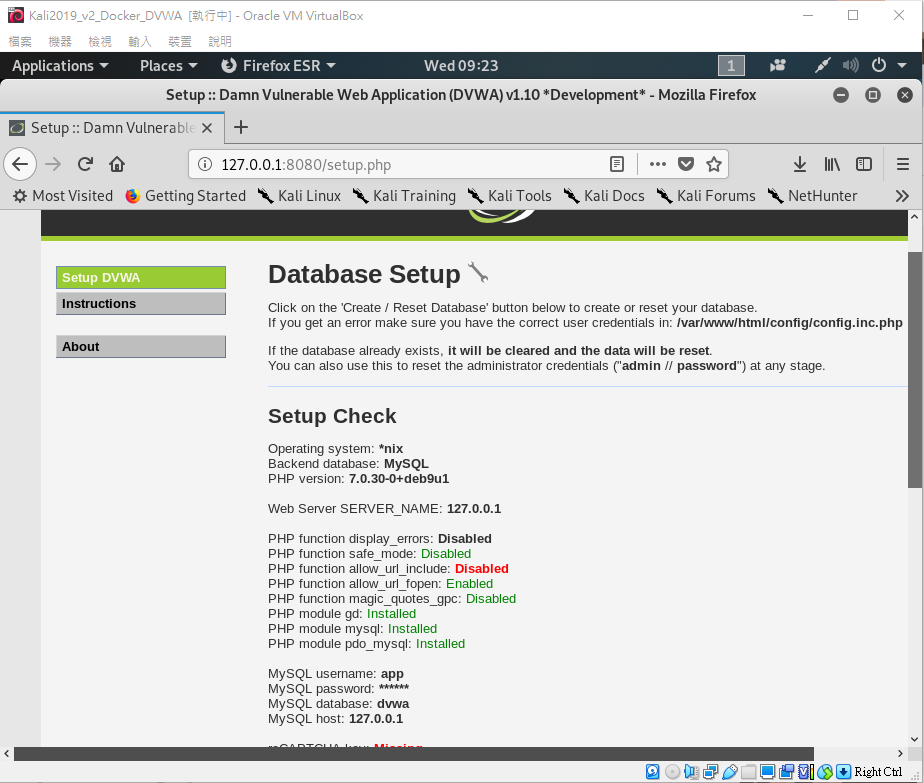 Kali2019_v2_Docker_DVWA [執行中] - Oracle VM VirtualBox
檔案 機器 檢視 輸入 裝置 說明
Applications Places Firefox ESR Wed 09:23 1
Setup :: Damn Vulnerable Web Application (DVWA) v1.10 *Development* - Mozilla Firefox
Setup :: Damn Vulnerable
127.0.0.1:8080/setup.php
Most Visited Getting Started Kali Linux Kali Training Kali Tools Kali Docs Kali Forums NetHunter
Setup DVWA
Instructions
About
Database Setup
Click on the 'Create / Reset Database' button below to create or reset your database.
If you get an error make sure you have the correct user credentials in: /var/www/html/config/config.inc.php
If the database already exists, it will be cleared and the data will be reset.
You can also use this to reset the administrator credentials ("admin // password") at any stage.
Setup Check
Operating system: *nix
Backend database: MySQL
PHP version: 7.0.30-0+deb9u1
Web Server SERVER_NAME: 127.0.0.1
PHP function display_errors: Disabled
PHP function safe_mode: Disabled
PHP function allow_url_include: Disabled
PHP function allow_url_fopen: Enabled
PHP function magic_quotes_gpc: Disabled
PHP module gd: Installed
PHP module mysql: Installed
PHP module pdo_mysql: Installed
MySQL username: app
MySQL password: ******
MySQL database: dvwa
MySQL host: 127.0.0.1
reCAPTCHA key: Missing
Right Ctrl